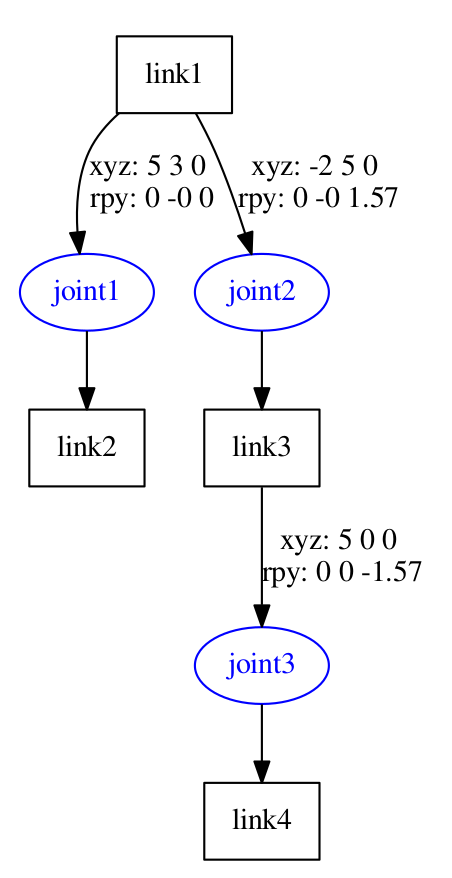 link1
xyz: 5 3 0
rpy: 0 -0 0
xyz: -2 5 0
rpy: 0 -0 1.57
joint1
joint2
link2
link3
xyz: 5 0 0
rpy: 0 0 -1.57
joint3
link4